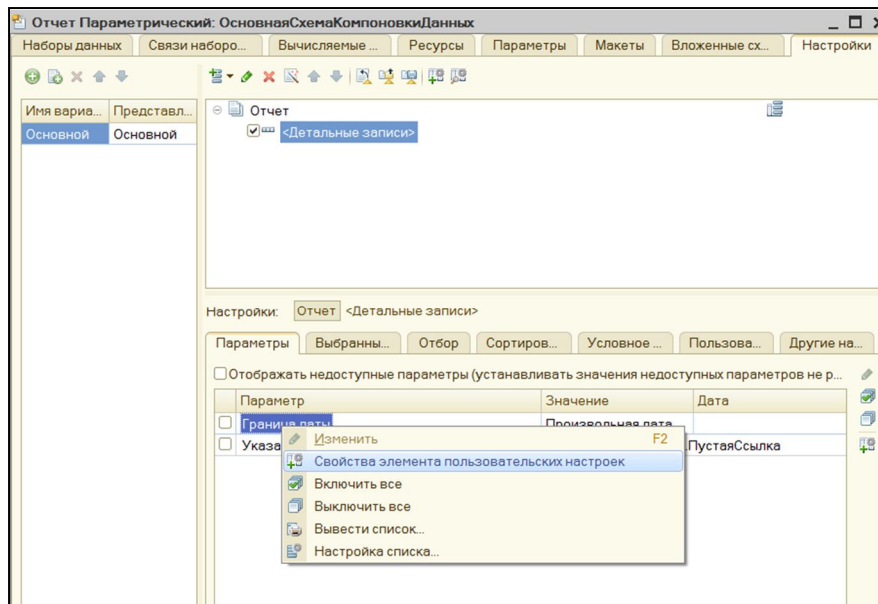 Отчет Параметрический: ОсновнаяСхемаКомпоновкиДанных
Наборы данных Связи наборо... Вычисляемые ... Ресурсы Параметры Макеты Вложенные сх... Настройки
Имя вариа... Представл...
Основной Основной
Отчет
<Детальные записи>
Настройки: Отчет <Детальные записи>
Параметры Выбранны... Отбор Сортиров... Условное ... Пользова... Другие на...
Отображать недоступные параметры (устанавливать значения недоступных параметров не р...
Параметр Значение Дата
Граница даты Произвольная дата
Указа .ПустаяСсылка
Изменить F2
Свойства элемента пользовательских настроек
Включить все
Выключить все
Вывести список...
Настройка списка...